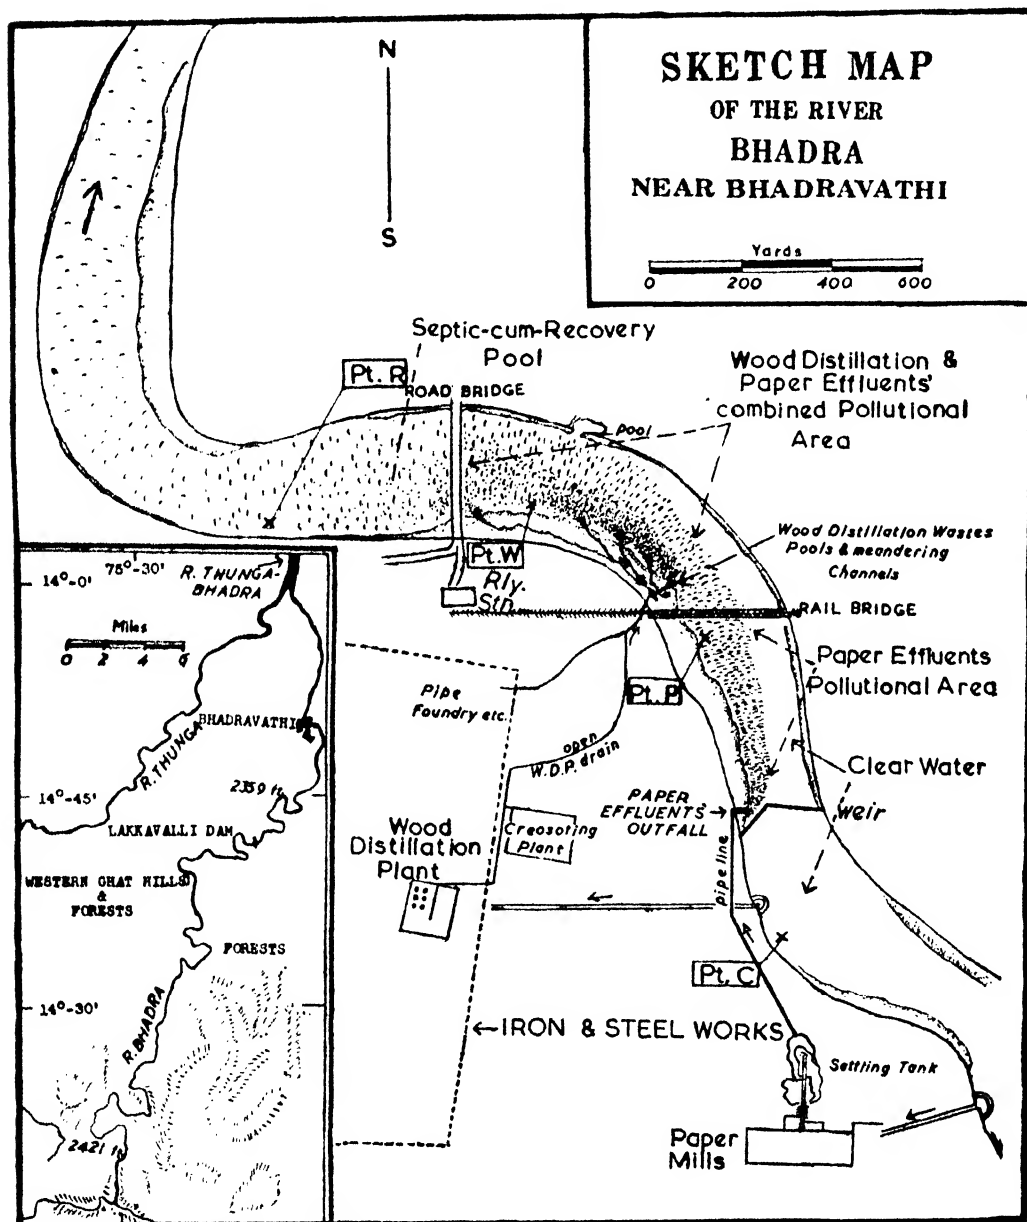 SKETCH MAP
OF THE RIVER
BHADRA
NEAR BHADRAVATHI
Yards
0 200 400 600
N
S
Septic-cum-Recovery
Pool
Pt. R
ROAD BRIDGE
Wood Distillation &
Paper Effluents'
combined Pollutional
Area
Pool
Wood Distillation Wastes
Pools & meandering
Channels
Pt. W
Rly.
Stn.
RAIL BRIDGE
Pt. P
Paper Effluents
Pollutional Area
Pipe
Foundry etc.
open
W.D.P. drain
Clear Water
PAPER
EFFLUENTS'
OUTFALL
Weir
Wood
Distillation
Plant
Creosoting
Plant
pipe line
Pt. C
IRON & STEEL WORKS
Settling Tank
Paper
Mills
75°-30'
14°-0'
R. THUNGA-
BHADRA
Miles
0 2 4 6
BHADRAVATHI
R. THUNGA
2359 ft
14°-45'
LAKKAVALLI DAM
WESTERN GHAT HILLS
&
FORESTS
FORESTS
14°-30'
R. BHADRA
2421 ft